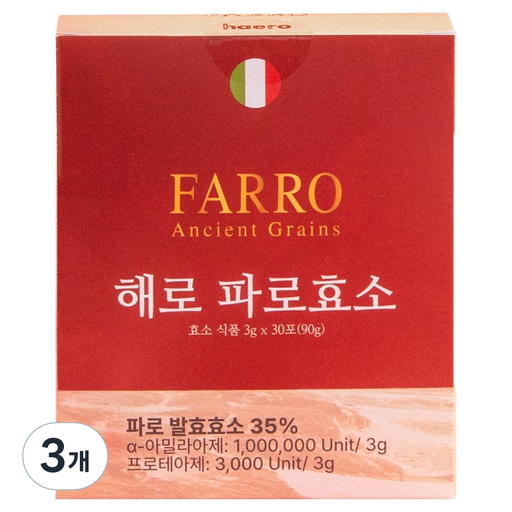 haero
FARRO
Ancient Grains
해로 파로효소
효소 식품 3g x 30포(90g)
파로 발효효소 35%
α-아밀라아제: 1,000,000 Unit/ 3g
프로테아제: 3,000 Unit/ 3g
3개